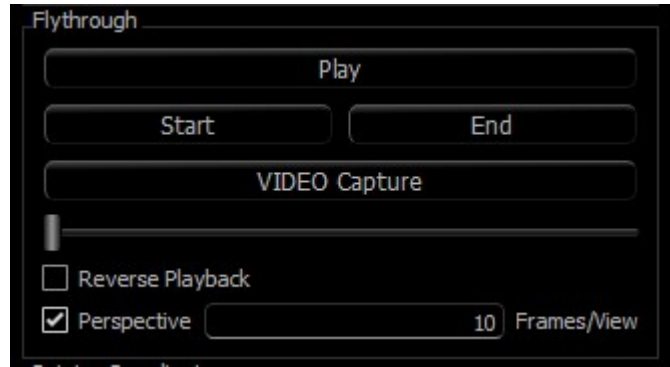 Flythrough
Play
Start End
VIDEO Capture
Reverse Playback
Perspective 10 Frames/View